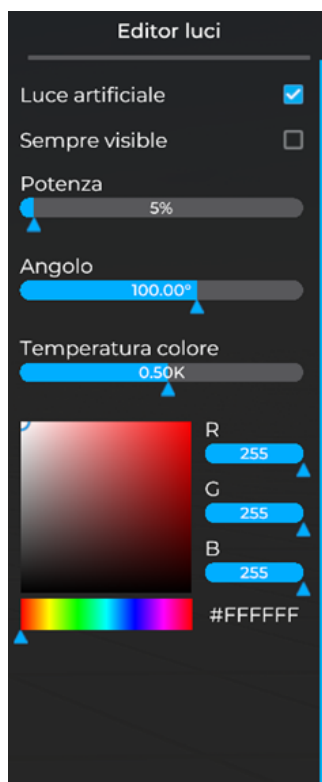 Editor luci
Luce artificiale
Sempre visible
Potenza
5%
Angolo
100.00°
Temperatura colore
0.50K
R
255
G
255
B
255
#FFFFFF